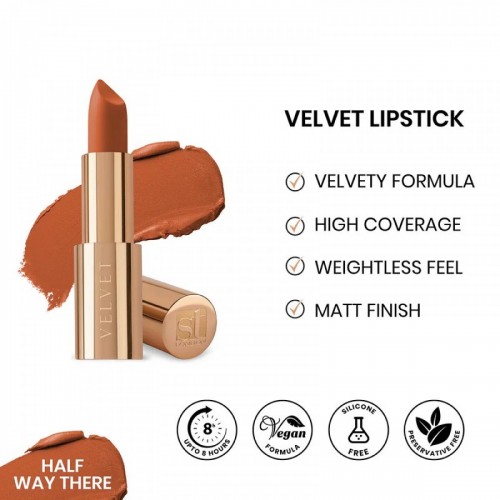 VELVET LIPSTICK
VELVETY FORMULA
HIGH COVERAGE
WEIGHTLESS FEEL
MATT FINISH
VELVET
st
8
UPTO 8 HOURS
Vegan
FORMULA
SILICONE
FREE
PRESERVATIVE FREE
HALF
WAY THERE